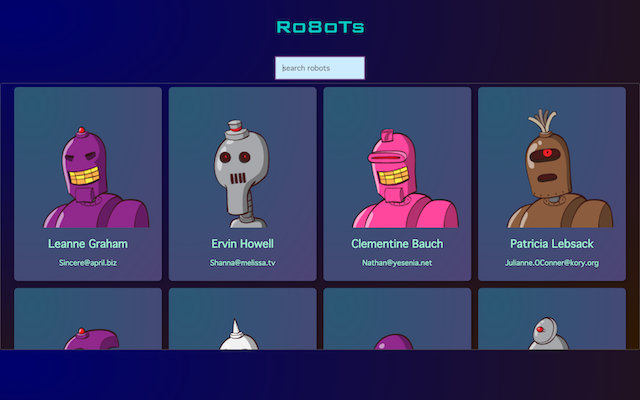 Ro8oTs
search robots
Leanne Graham
Ervin Howell
Clementine Bauch
Patricia Lebsack
Sincere@april.biz
Shanna@melissa.tv
Nathan@yesenia.net
Julianne.OConner@kory.org